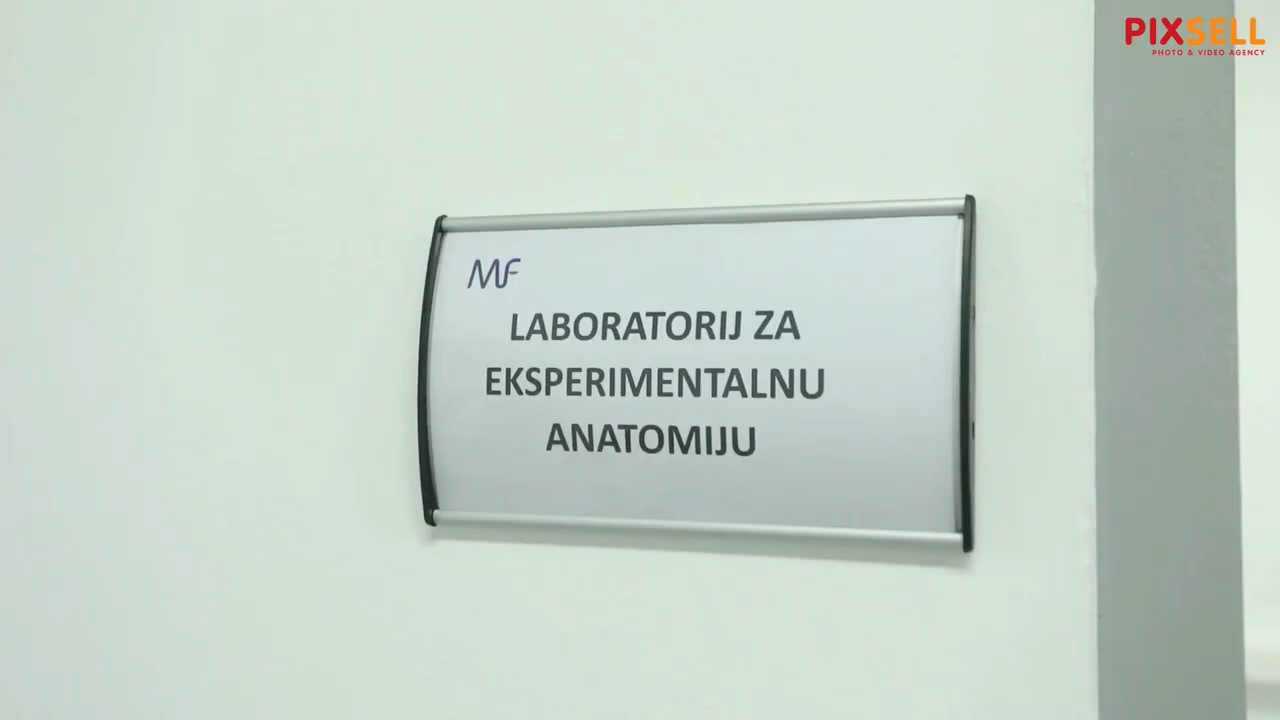 PIXSELL
PHOTO & VIDEO AGENCY
MF
LABORATORIJ ZA
EKSPERIMENTALNU
ANATOMIJU